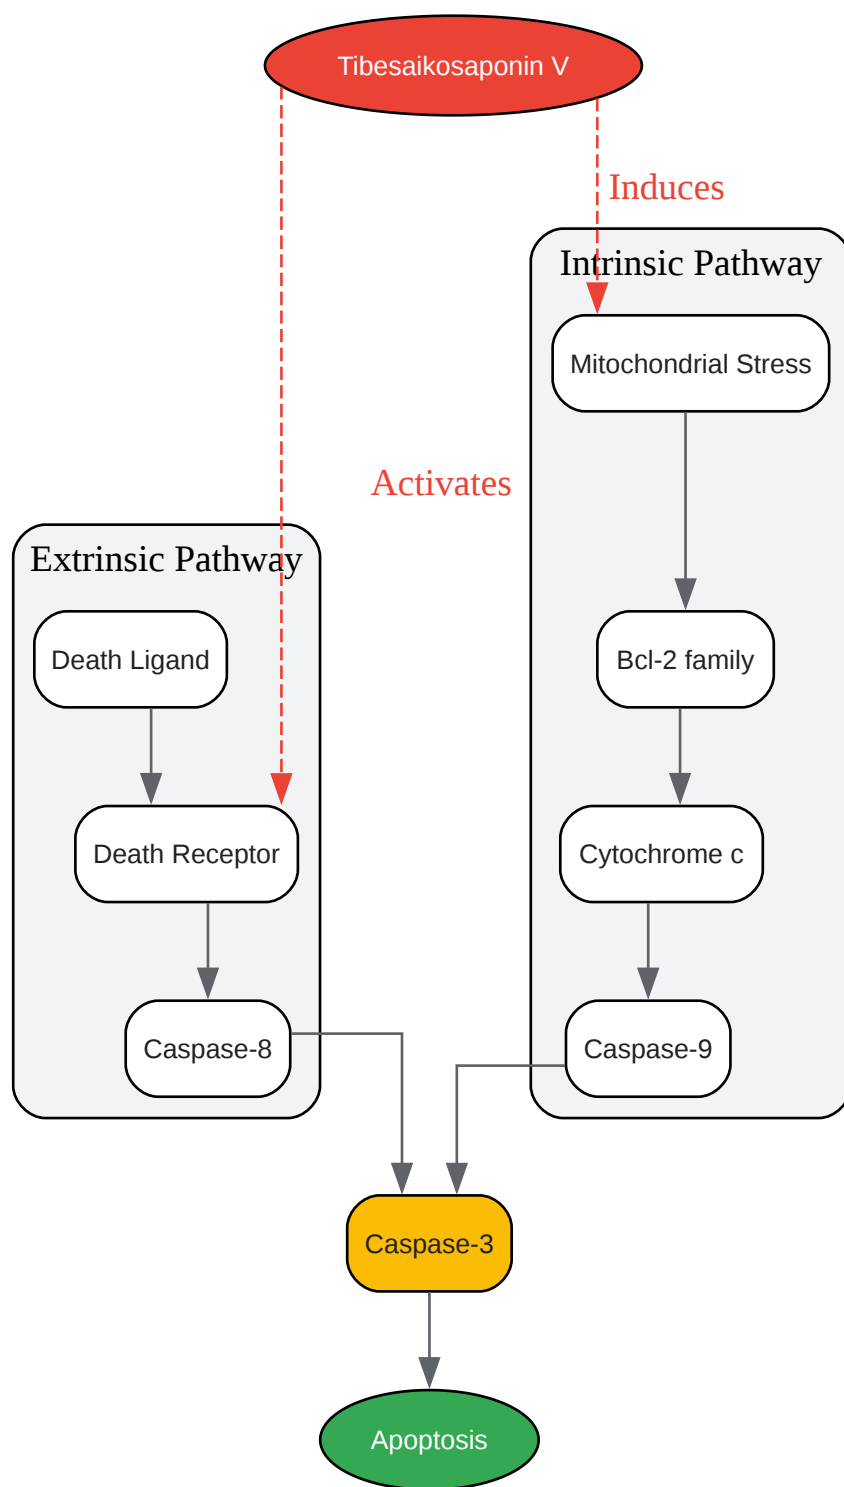 Tibesaikosaponin V
Induces
Intrinsic Pathway
Mitochondrial Stress
Activates
Extrinsic Pathway
Death Ligand
Bcl-2 family
Death Receptor
Cytochrome c
Caspase-8
Caspase-9
Caspase-3
Apoptosis